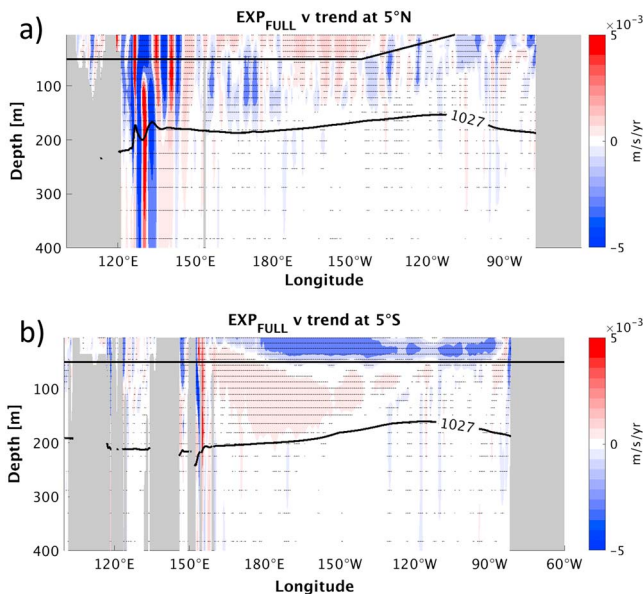 a)
EXP_FULL v trend at 5°N
×10⁻³
5
0
-5
m/s/yr
Depth [m]
100
200
300
400
1027
120°E 150°E 180°E 150°W 120°W 90°W
Longitude
b)
EXP_FULL v trend at 5°S
×10⁻³
5
0
-5
m/s/yr
Depth [m]
100
200
300
400
1027
120°E 150°E 180°E 150°W 120°W 90°W 60°W
Longitude